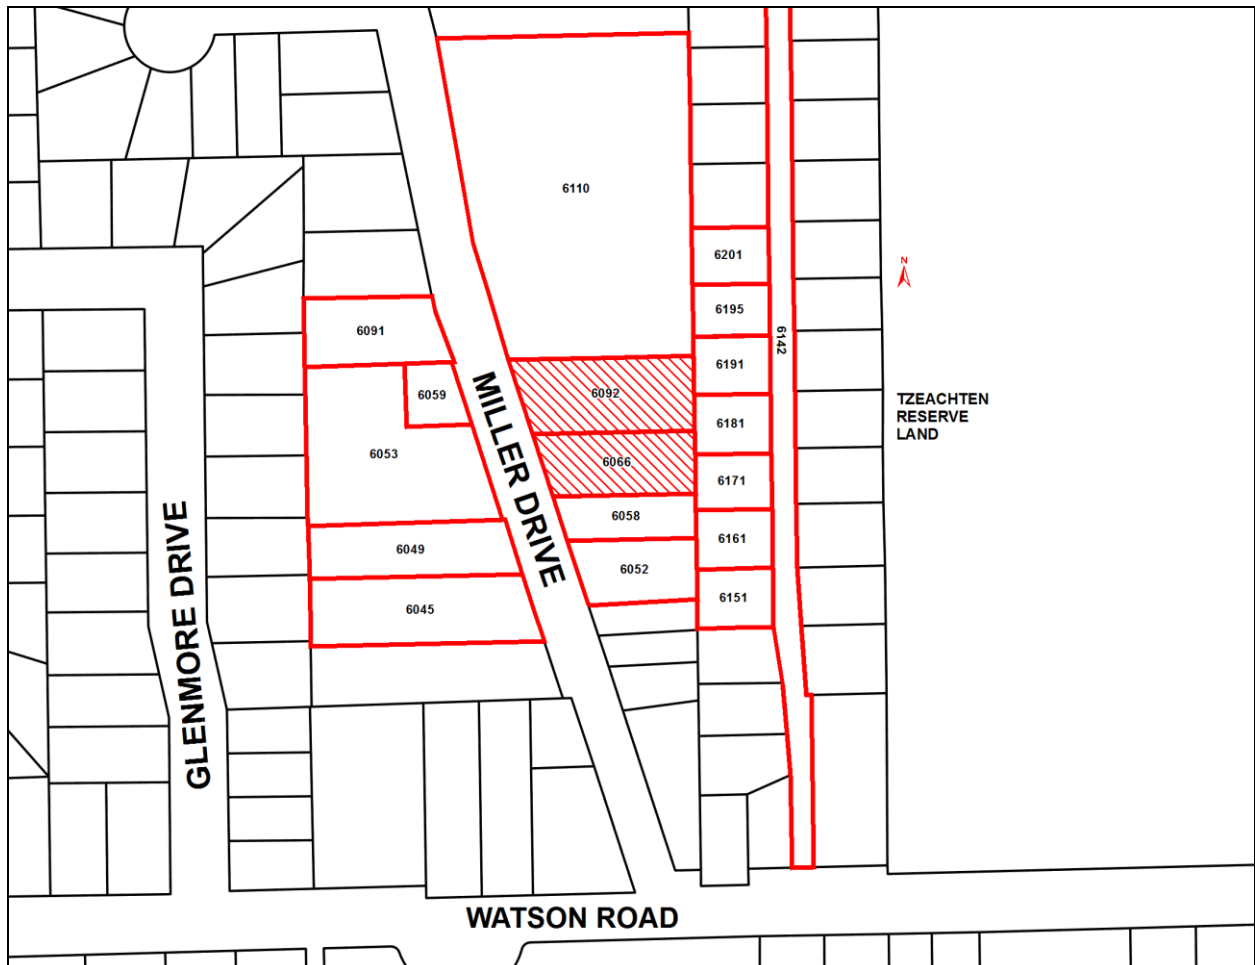 6110
6201
N
6195
6091
6142
6191
6059
6092
TZEACHTEN
RESERVE
LAND
MILLER DRIVE
6181
6053
6066
6171
6058
6161
6049
6052
6151
6045
GLENMORE DRIVE
WATSON ROAD